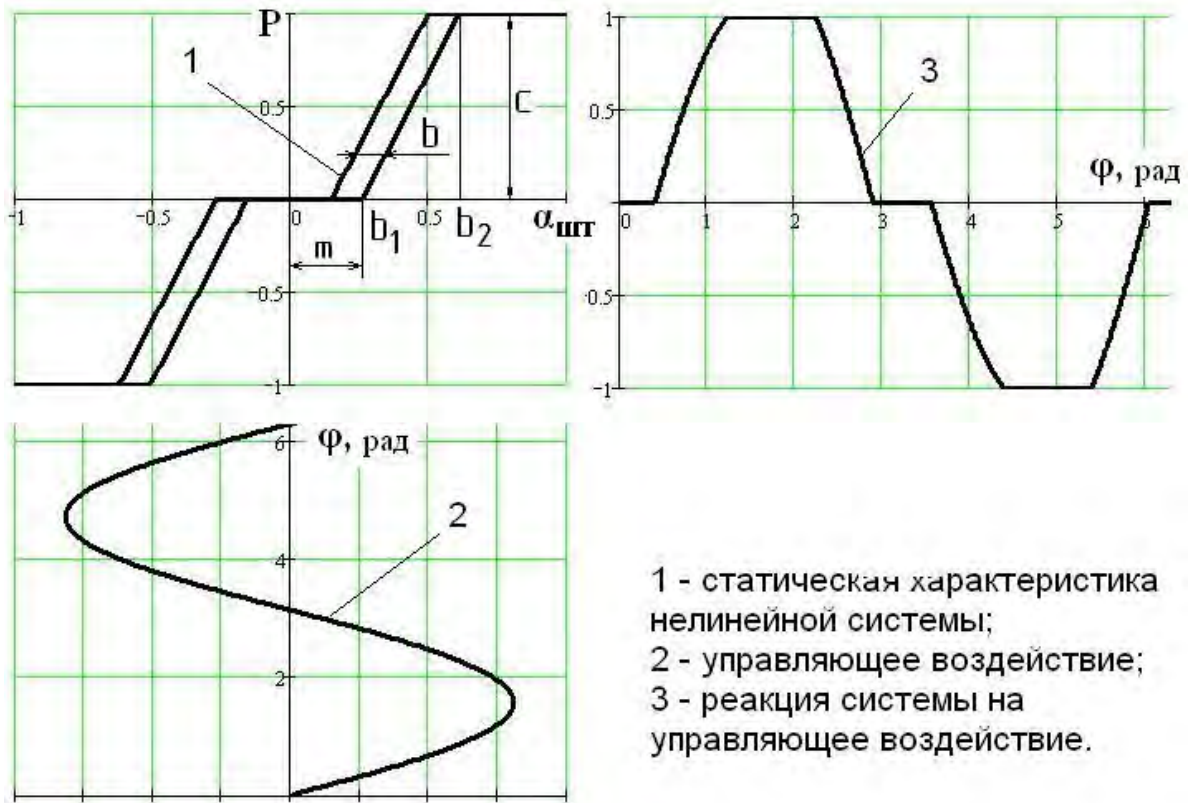 P
1
1
0.5
C
b
-1
-0.5
0
0.5
αшт
b1
b2
m
-0.5
-1
1
3
0.5
φ, рад
0
1
2
3
4
5
6
-0.5
-1
6
φ, рад
2
4
2
1 - статическая характеристика
нелинейной системы;
2 - управляющее воздействие;
3 - реакция системы на
управляющее воздействие.